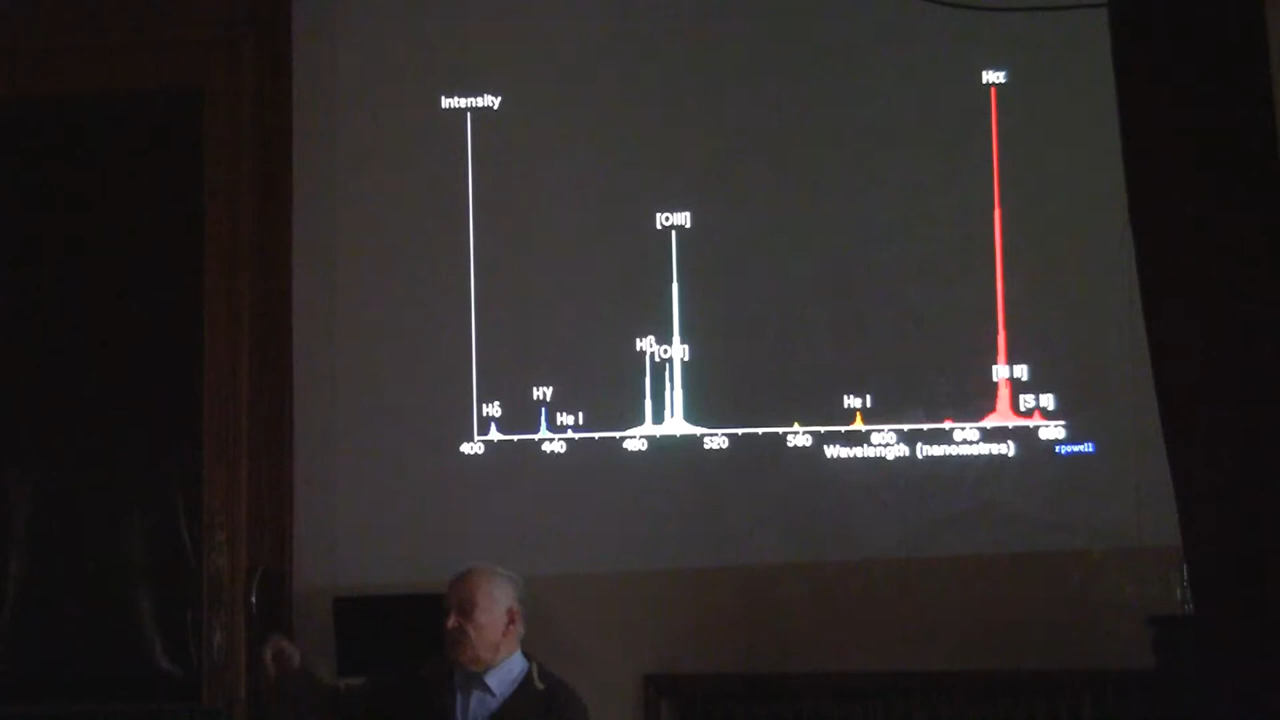 Hα
Intensity
[OIII]
Hβ
[OIII]
[N II]
Hγ
[S II]
He I
Hδ
He I
400 440 480 520 560 600 640 680
Wavelength (nanometres)
rpowell